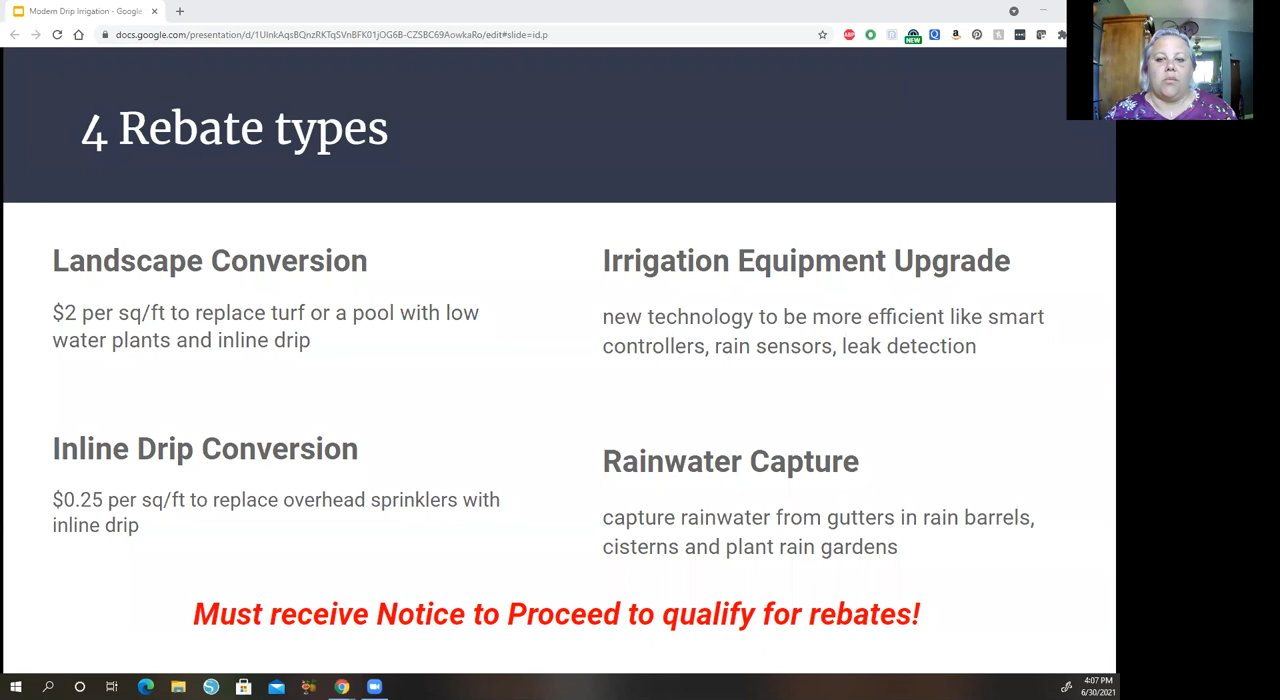 Modern Drip Irrigation - Google
docs.google.com/presentation/d/1UInkAqsBQnzRKTqSVnBFK01jOG6B-CZSBC69AowkaRo/edit#slide=id.p
ABP
NEW
4 Rebate types
Landscape Conversion
$2 per sq/ft to replace turf or a pool with low
water plants and inline drip
Inline Drip Conversion
$0.25 per sq/ft to replace overhead sprinklers with
inline drip
Irrigation Equipment Upgrade
new technology to be more efficient like smart
controllers, rain sensors, leak detection
Rainwater Capture
capture rainwater from gutters in rain barrels,
cisterns and plant rain gardens
Must receive Notice to Proceed to qualify for rebates!
4:07 PM
6/30/2021